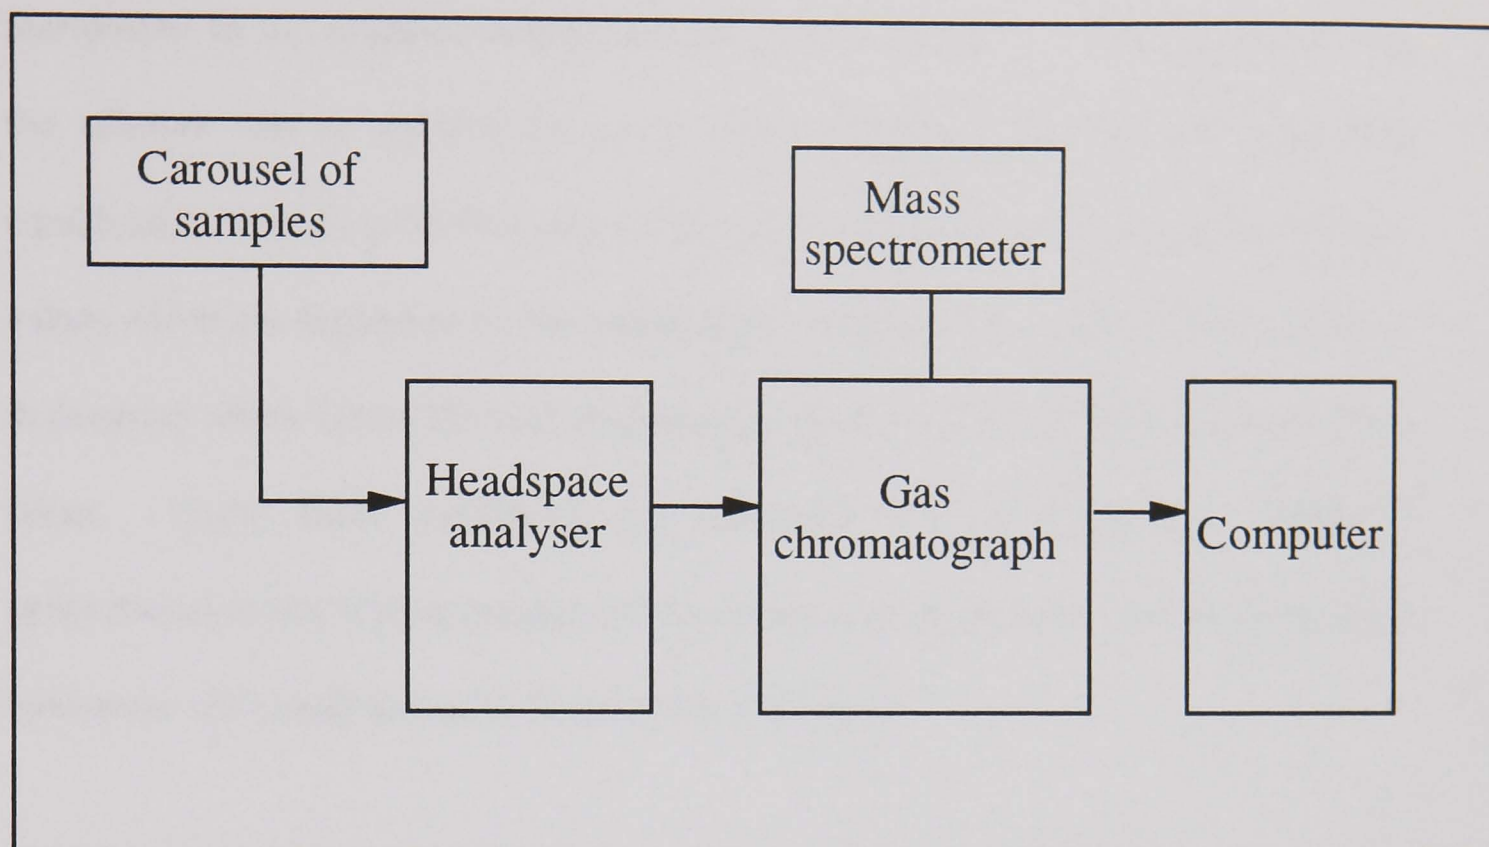 Carousel of
samples
Mass
spectrometer
Headspace
analyser
Gas
chromatograph
Computer